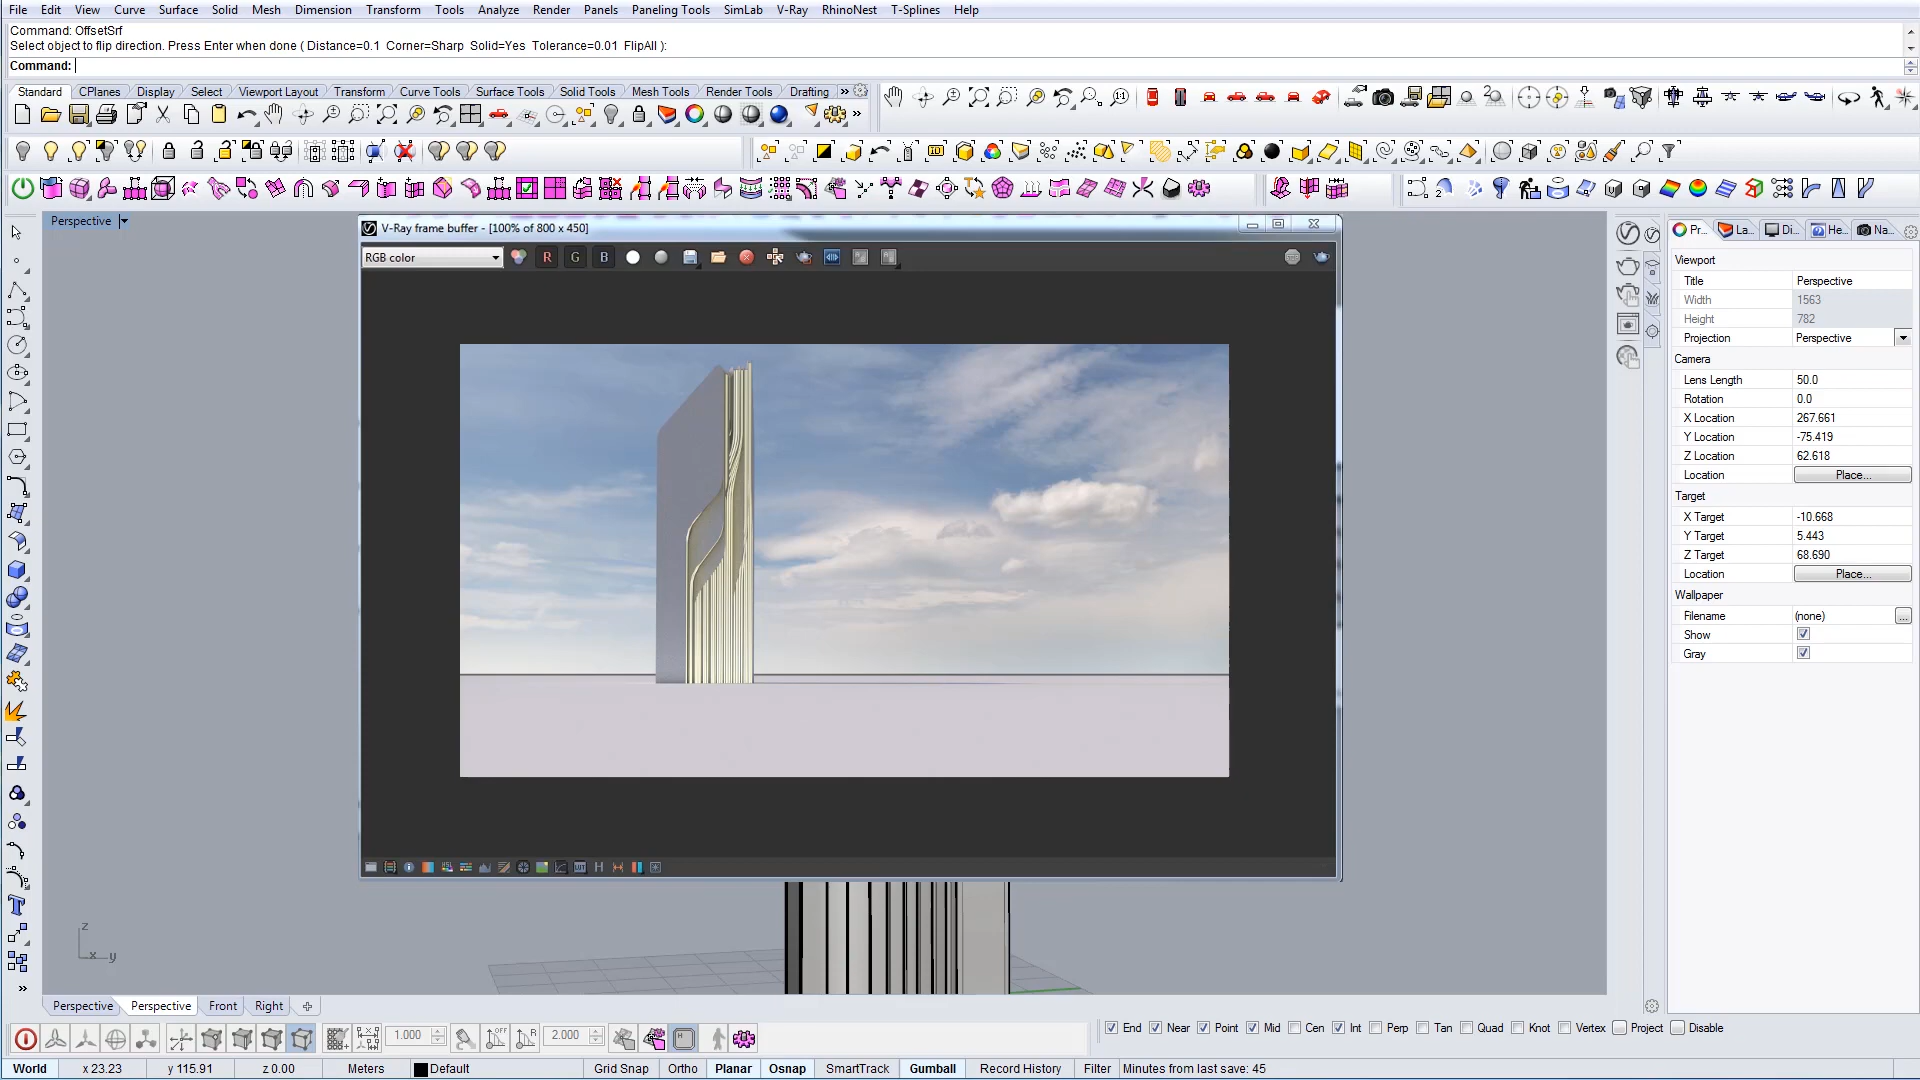 File Edit View Curve Surface Solid Mesh Dimension Transform Tools Analyze Render Panels Paneling Tools SimLab V-Ray RhinoNest T-Splines Help
Command: OffsetSrf
Select object to flip direction. Press Enter when done ( Distance=0.1 Corner=Sharp Solid=Yes Tolerance=0.01 FlipAll ):
Command:
Standard CPlanes Display Select Viewport Layout Transform Curve Tools Surface Tools Solid Tools Mesh Tools Render Tools Drafting »
Perspective
V-Ray frame buffer - [100% of 800 x 450]
RGB color R G B
Pr... La... Di... He... Na...
Viewport
Title Perspective
Width 1563
Height 782
Projection Perspective
Camera
Lens Length 50.0
Rotation 0.0
X Location 267.661
Y Location -75.419
Z Location 62.618
Location Place...
Target
X Target -10.668
Y Target 5.443
Z Target 68.690
Location Place...
Wallpaper
Filename (none) ...
Show
Gray
z
x y
Perspective Perspective Front Right
1.000 2.000
End Near Point Mid Cen Int Perp Tan Quad Knot Vertex Project Disable
World x 23.23 y 115.91 z 0.00 Meters Default Grid Snap Ortho Planar Osnap SmartTrack Gumball Record History Filter Minutes from last save: 45